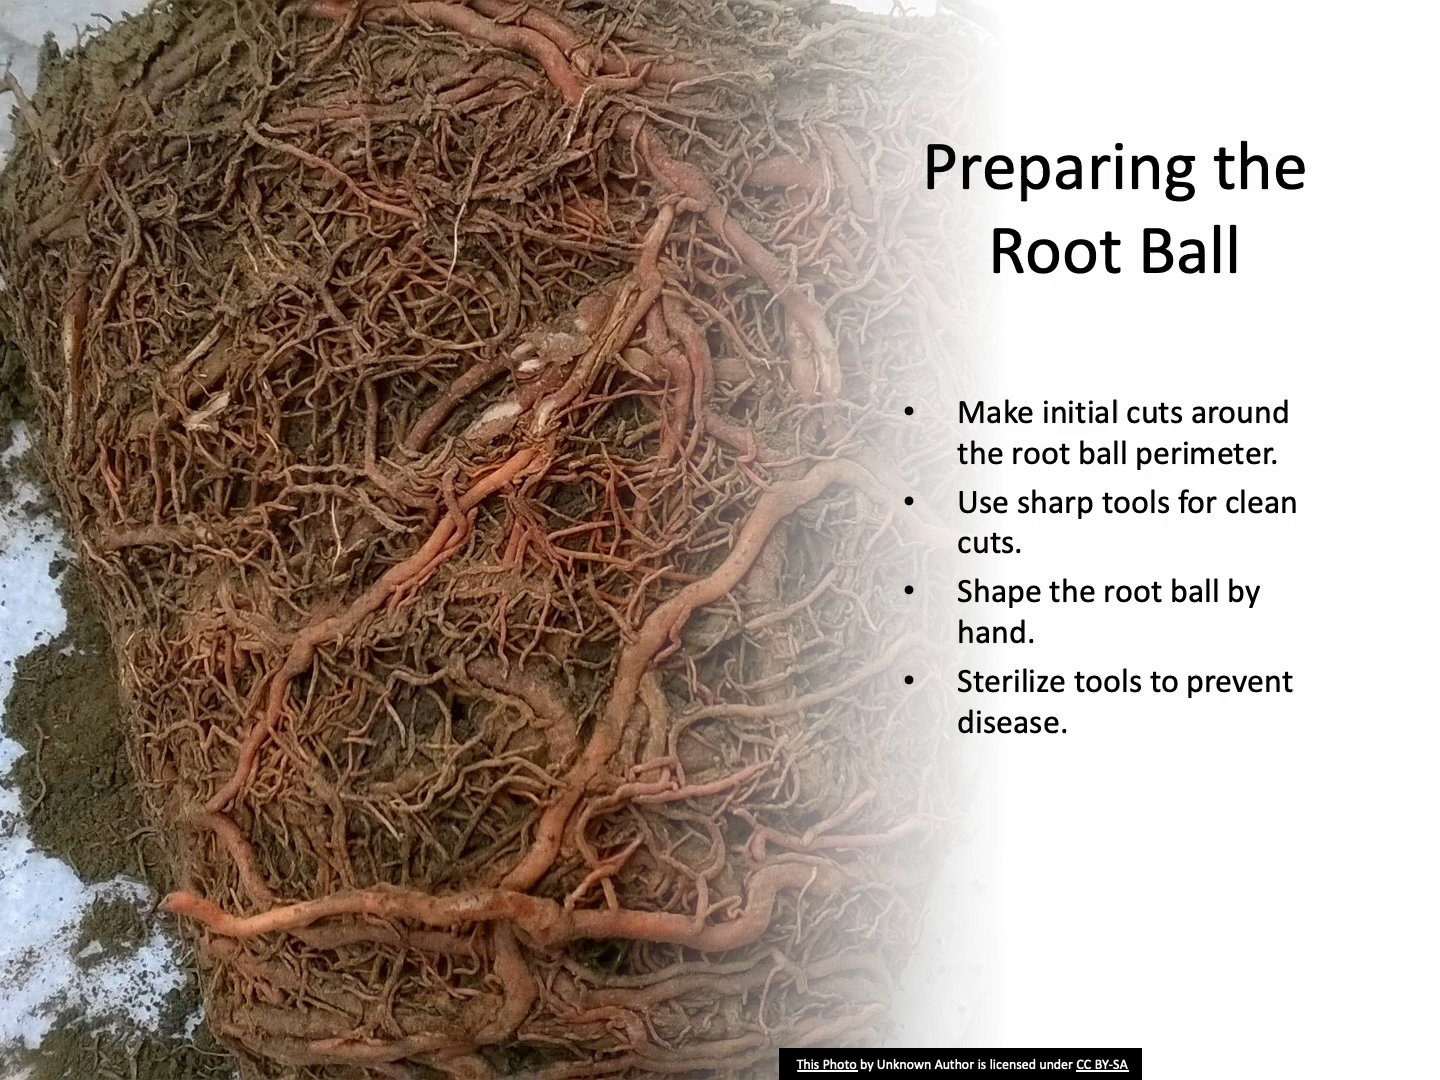 Preparing the
Root Ball
• Make initial cuts around
the root ball perimeter.
• Use sharp tools for clean
cuts.
• Shape the root ball by
hand.
• Sterilize tools to prevent
disease.
This Photo by Unknown Author is licensed under CC BY-SA